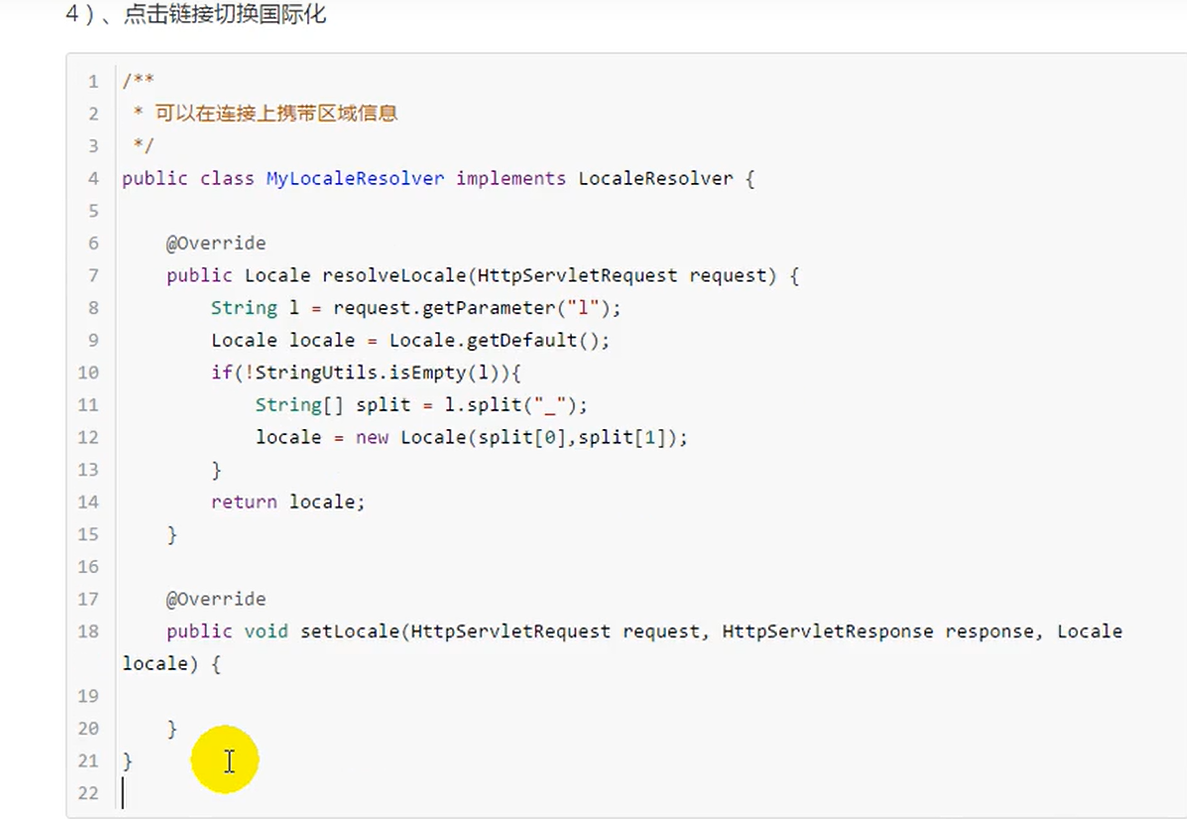 4）、点击链接切换国际化
1 /**
2  * 可以在连接上携带区域信息
3  */
4 public class MyLocaleResolver implements LocaleResolver {
5
6     @Override
7     public Locale resolveLocale(HttpServletRequest request) {
8         String l = request.getParameter("l");
9         Locale locale = Locale.getDefault();
10         if(!StringUtils.isEmpty(l)){
11             String[] split = l.split("_");
12             locale = new Locale(split[0],split[1]);
13         }
14         return locale;
15     }
16
17     @Override
18     public void setLocale(HttpServletRequest request, HttpServletResponse response, Locale
locale) {
19
20     }
21 }
22